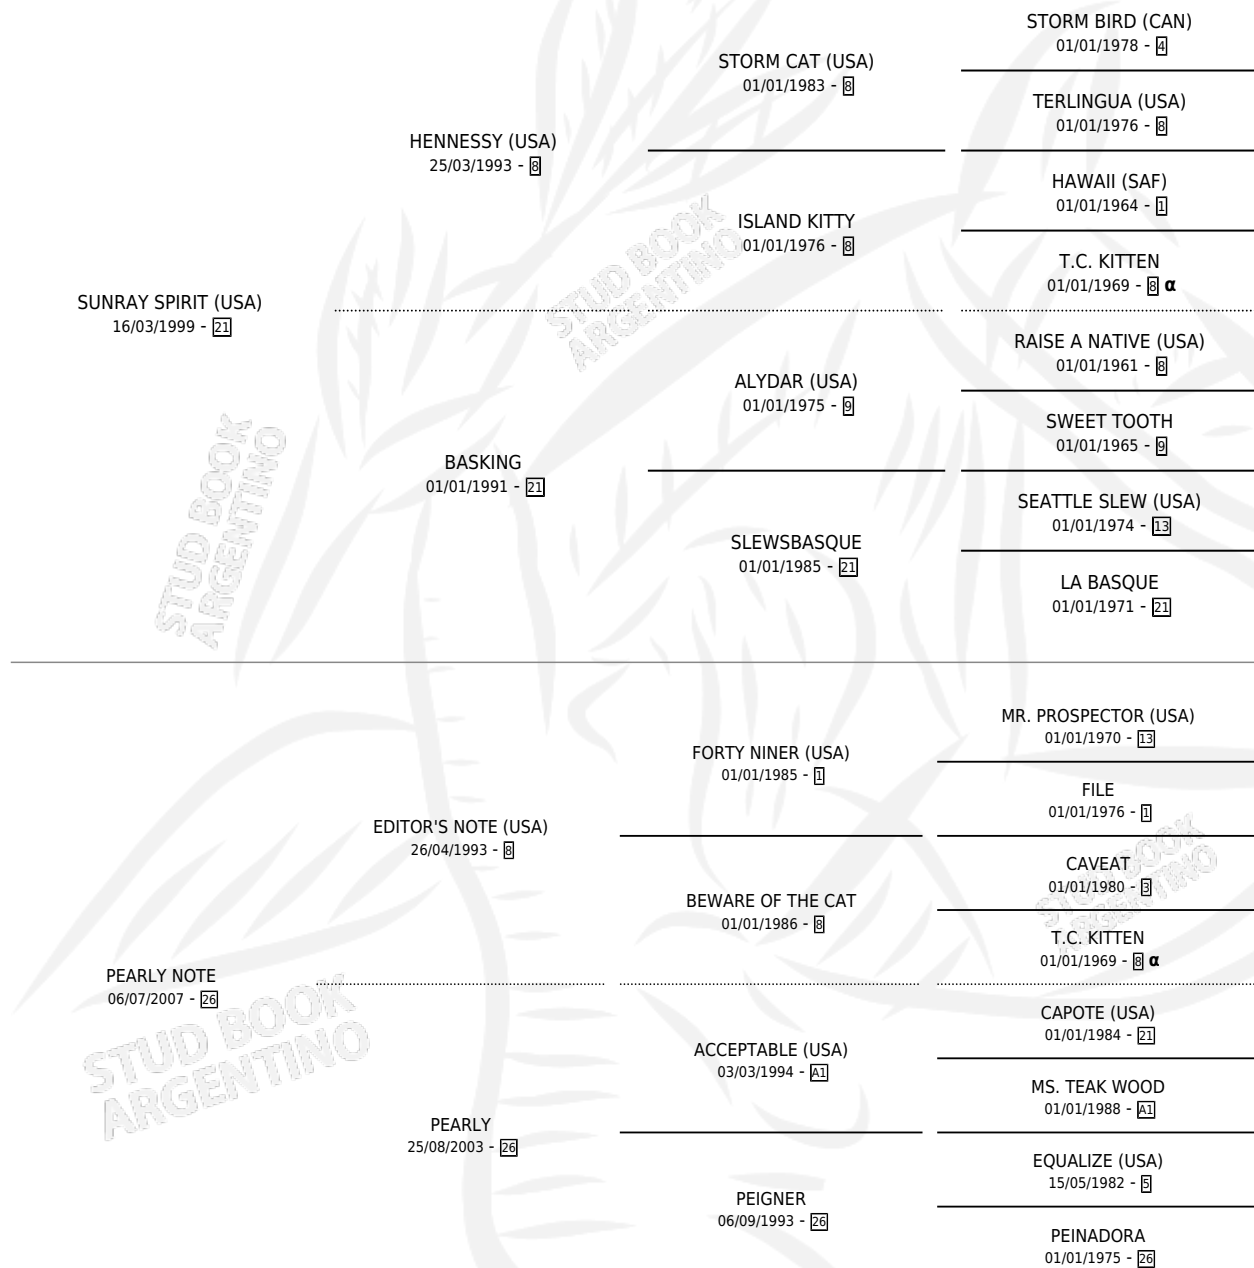 STORM BIRD (CAN)
01/01/1978 - 4
STORM CAT (USA)
01/01/1983 - 8
TERLINGUA (USA)
01/01/1976 - 8
HENNESSY (USA)
25/03/1993 - 8
HAWAII (SAF)
01/01/1964 - 1
ISLAND KITTY
01/01/1976 - 8
T.C. KITTEN
01/01/1969 - 8 α
SUNRAY SPIRIT (USA)
16/03/1999 - 21
RAISE A NATIVE (USA)
01/01/1961 - 8
ALYDAR (USA)
01/01/1975 - 9
SWEET TOOTH
01/01/1965 - 9
BASKING
01/01/1991 - 21
SEATTLE SLEW (USA)
01/01/1974 - 13
SLEWSBASQUE
01/01/1985 - 21
LA BASQUE
01/01/1971 - 21
MR. PROSPECTOR (USA)
01/01/1970 - 13
FORTY NINER (USA)
01/01/1985 - 1
FILE
01/01/1976 - 1
EDITOR'S NOTE (USA)
26/04/1993 - 8
CAVEAT
01/01/1980 - 3
BEWARE OF THE CAT
01/01/1986 - 8
T.C. KITTEN
01/01/1969 - 8 α
PEARLY NOTE
06/07/2007 - 26
CAPOTE (USA)
01/01/1984 - 21
ACCEPTABLE (USA)
03/03/1994 - A1
MS. TEAK WOOD
01/01/1988 - A1
PEARLY
25/08/2003 - 26
EQUALIZE (USA)
15/05/1982 - 5
PEIGNER
06/09/1993 - 26
PEINADORA
01/01/1975 - 26
STUD BOOK
ARGENTINO
STUD BOOK
ARGENTINO
STUD BOOK
ARGENTINO
STUD BOOK
ARGENTINO